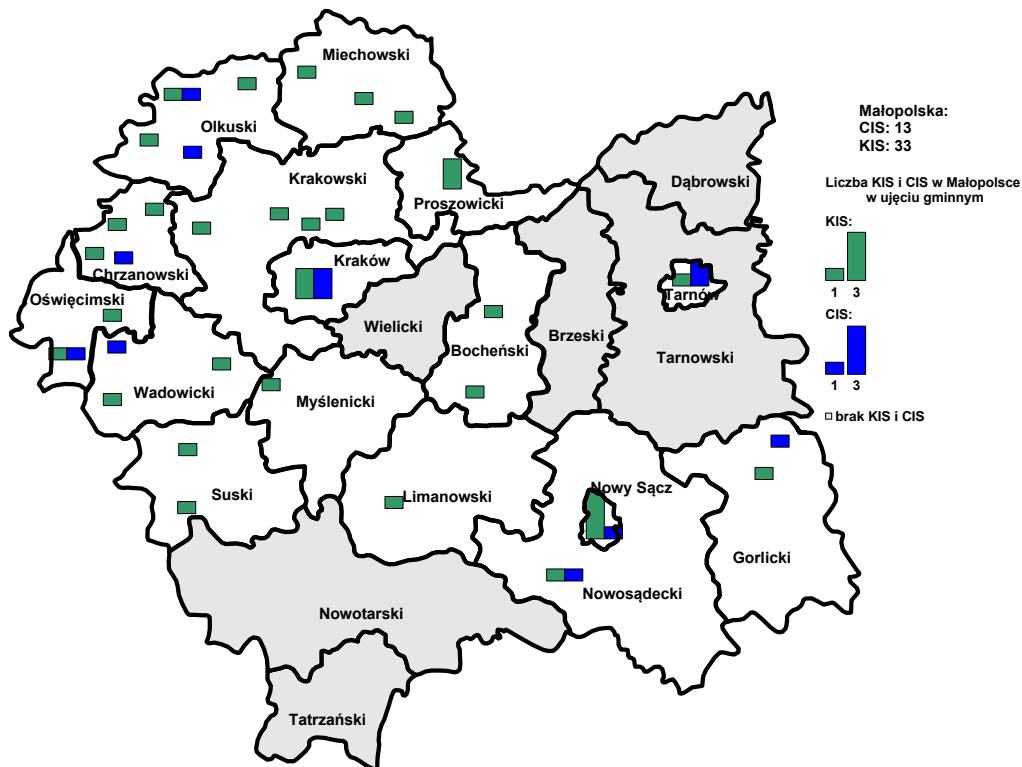 Miechowski
Olkuski
Krakowski
Proszowicki
Dąbrowski
Chrzanowski
Kraków
Oświęcimski
Tarnów
Wielicki
Bocheński
Brzeski
Tarnowski
Wadowicki
Myślenicki
Suski
Limanowski
Nowy Sącz
Gorlicki
Nowosądecki
Nowotarski
Tatrzański
Małopolska:
CIS: 13
KIS: 33
Liczba KIS i CIS w Małopolsce
w ujęciu gminnym
KIS:
1 3
CIS:
1 3
brak KIS i CIS